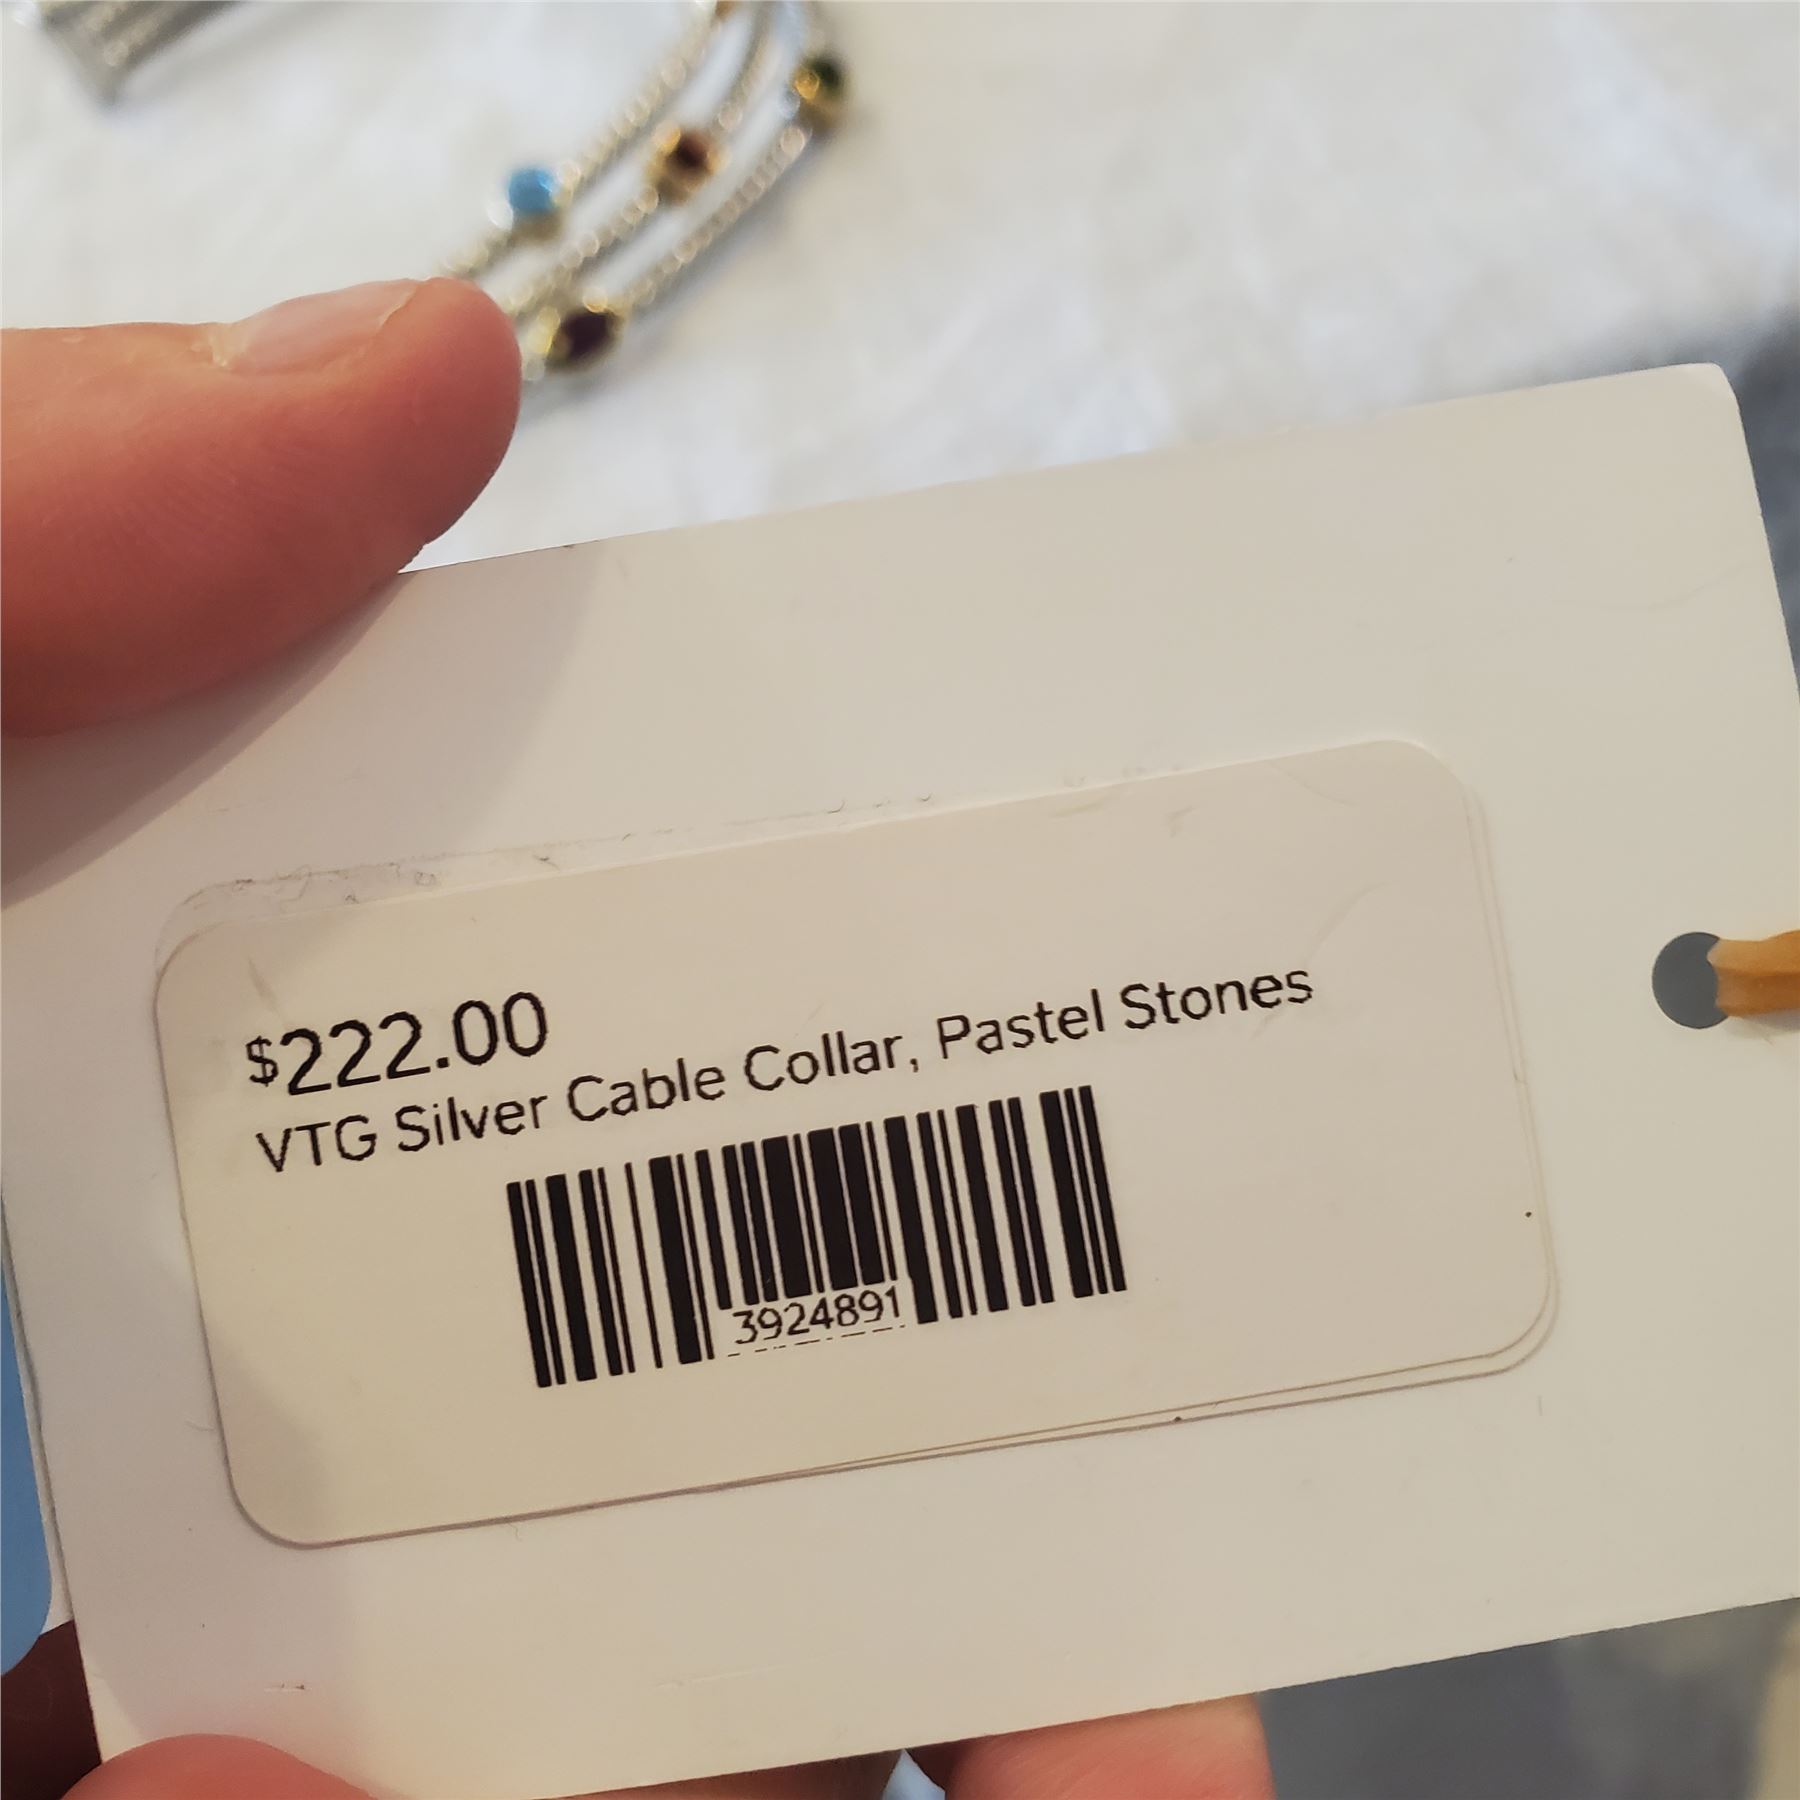 $222.00
VTG Silver Cable Collar, Pastel Stones
3924891